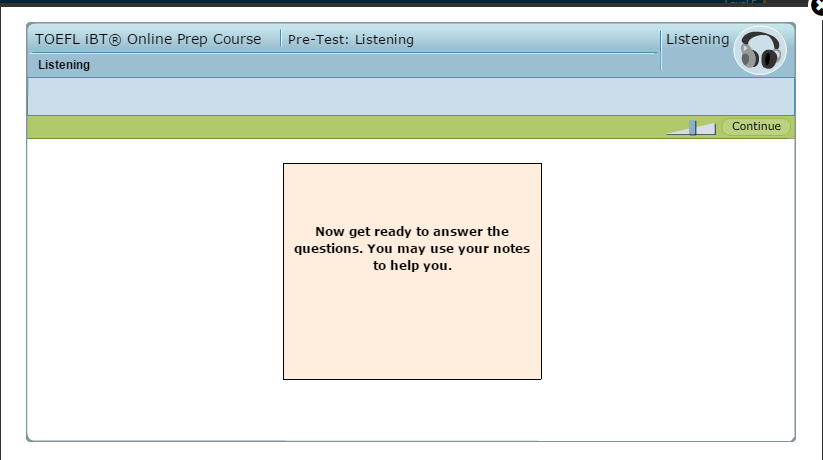 TOEFL iBT® Online Prep Course
Pre-Test: Listening
Listening
Listening
Continue
Now get ready to answer the
questions. You may use your notes
to help you.